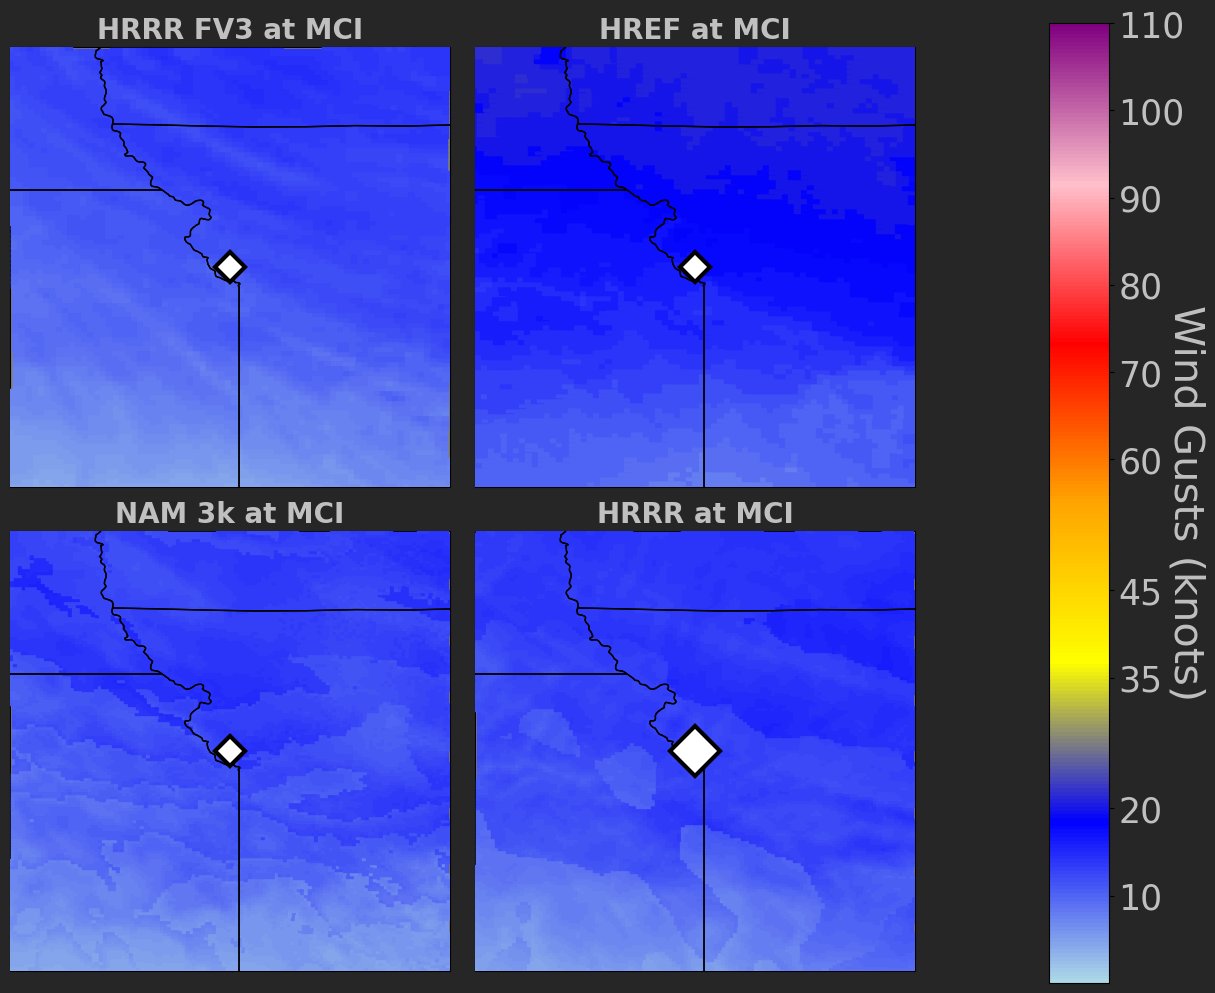 HRRR FV3 at MCI
HREF at MCI
NAM 3k at MCI
HRRR at MCI
110
100
90
80
70
60
45
35
20
10
Wind Gusts (knots)